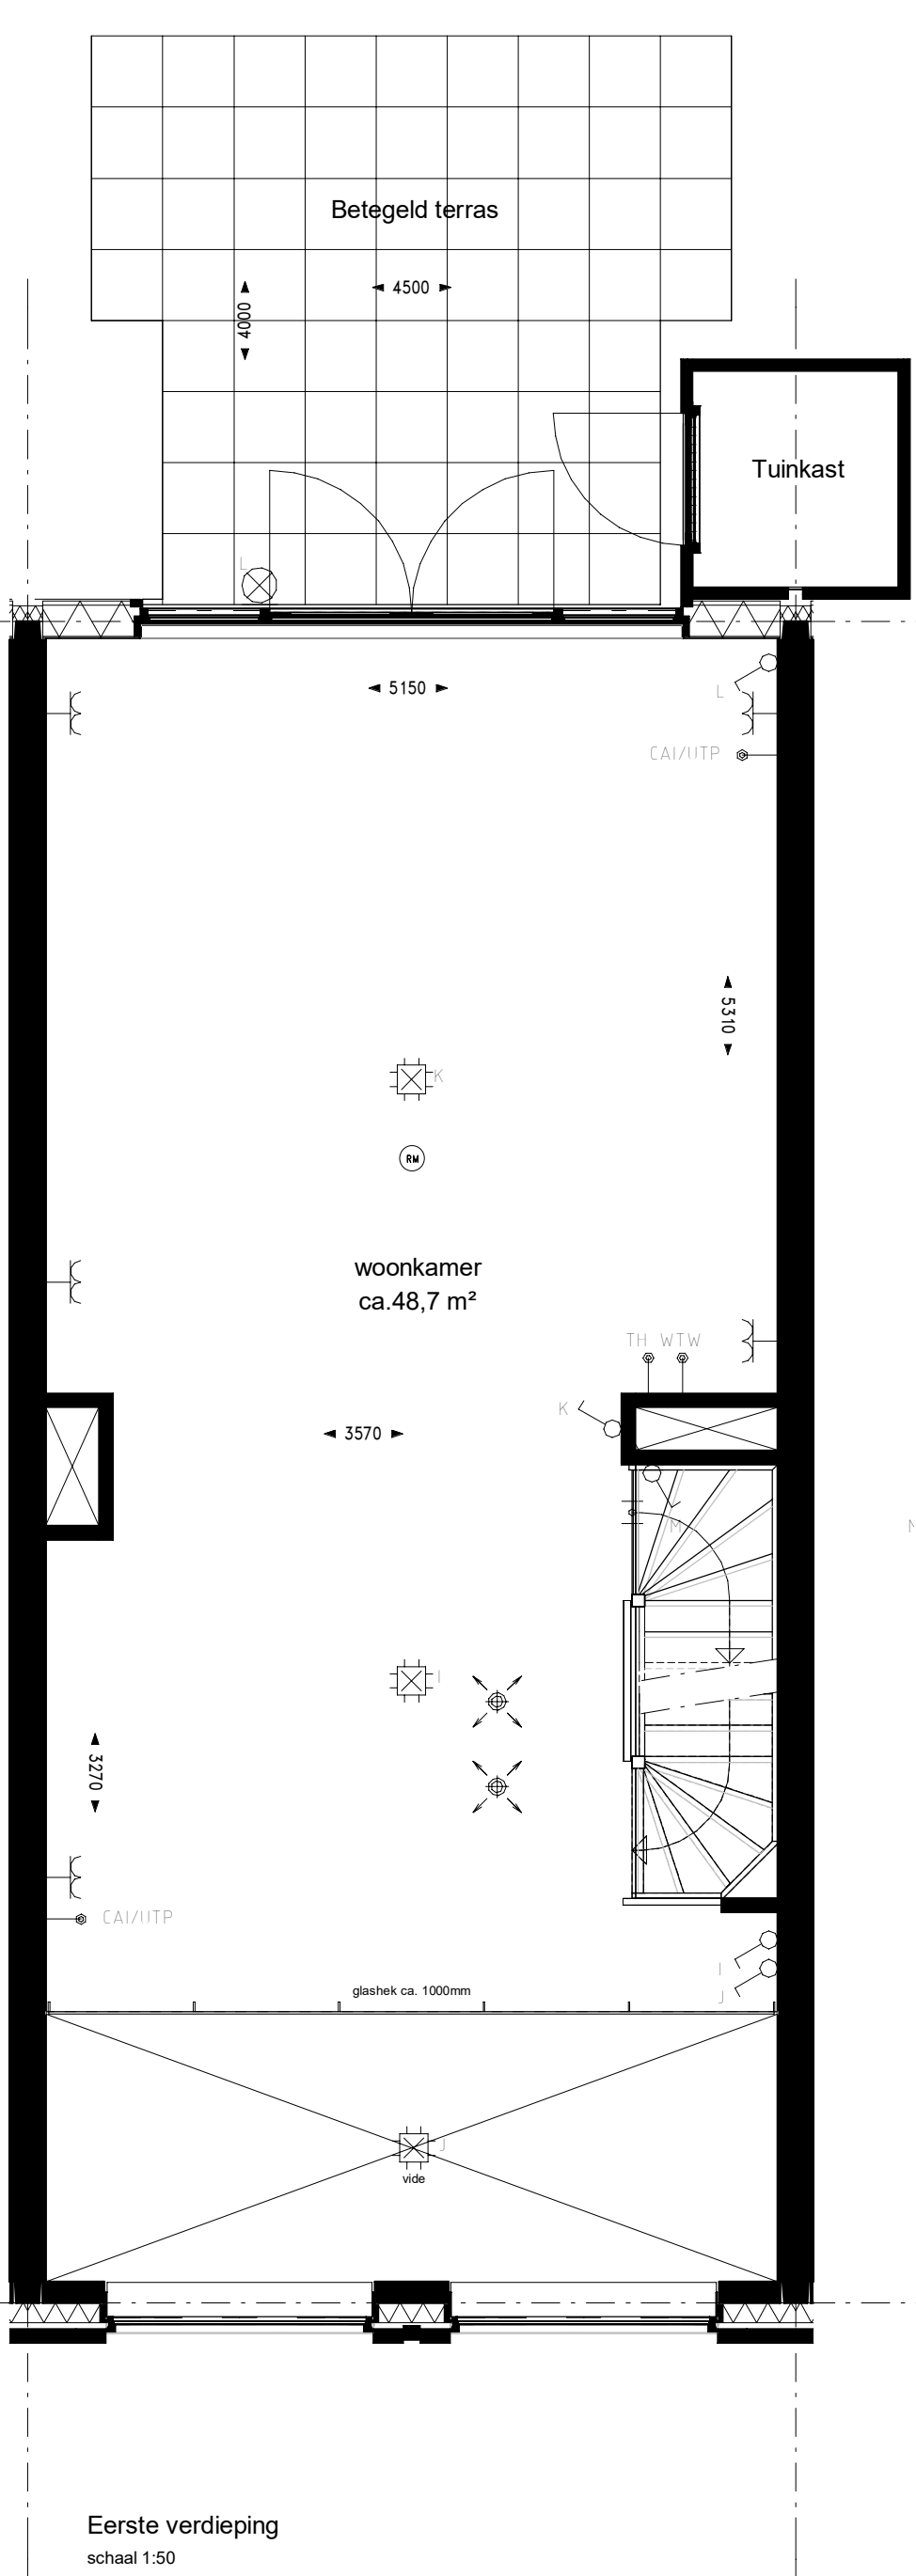 Betegeld terras
4500
4000
Tuinkast
L
5150
L
CAI/UTP
5310
K
RM
woonkamer
ca.48,7 m²
TH WTW
K
3570
M
I
3270
CAI/UTP
I
J
glashek ca. 1000mm
J
vide
Eerste verdieping
schaal 1:50